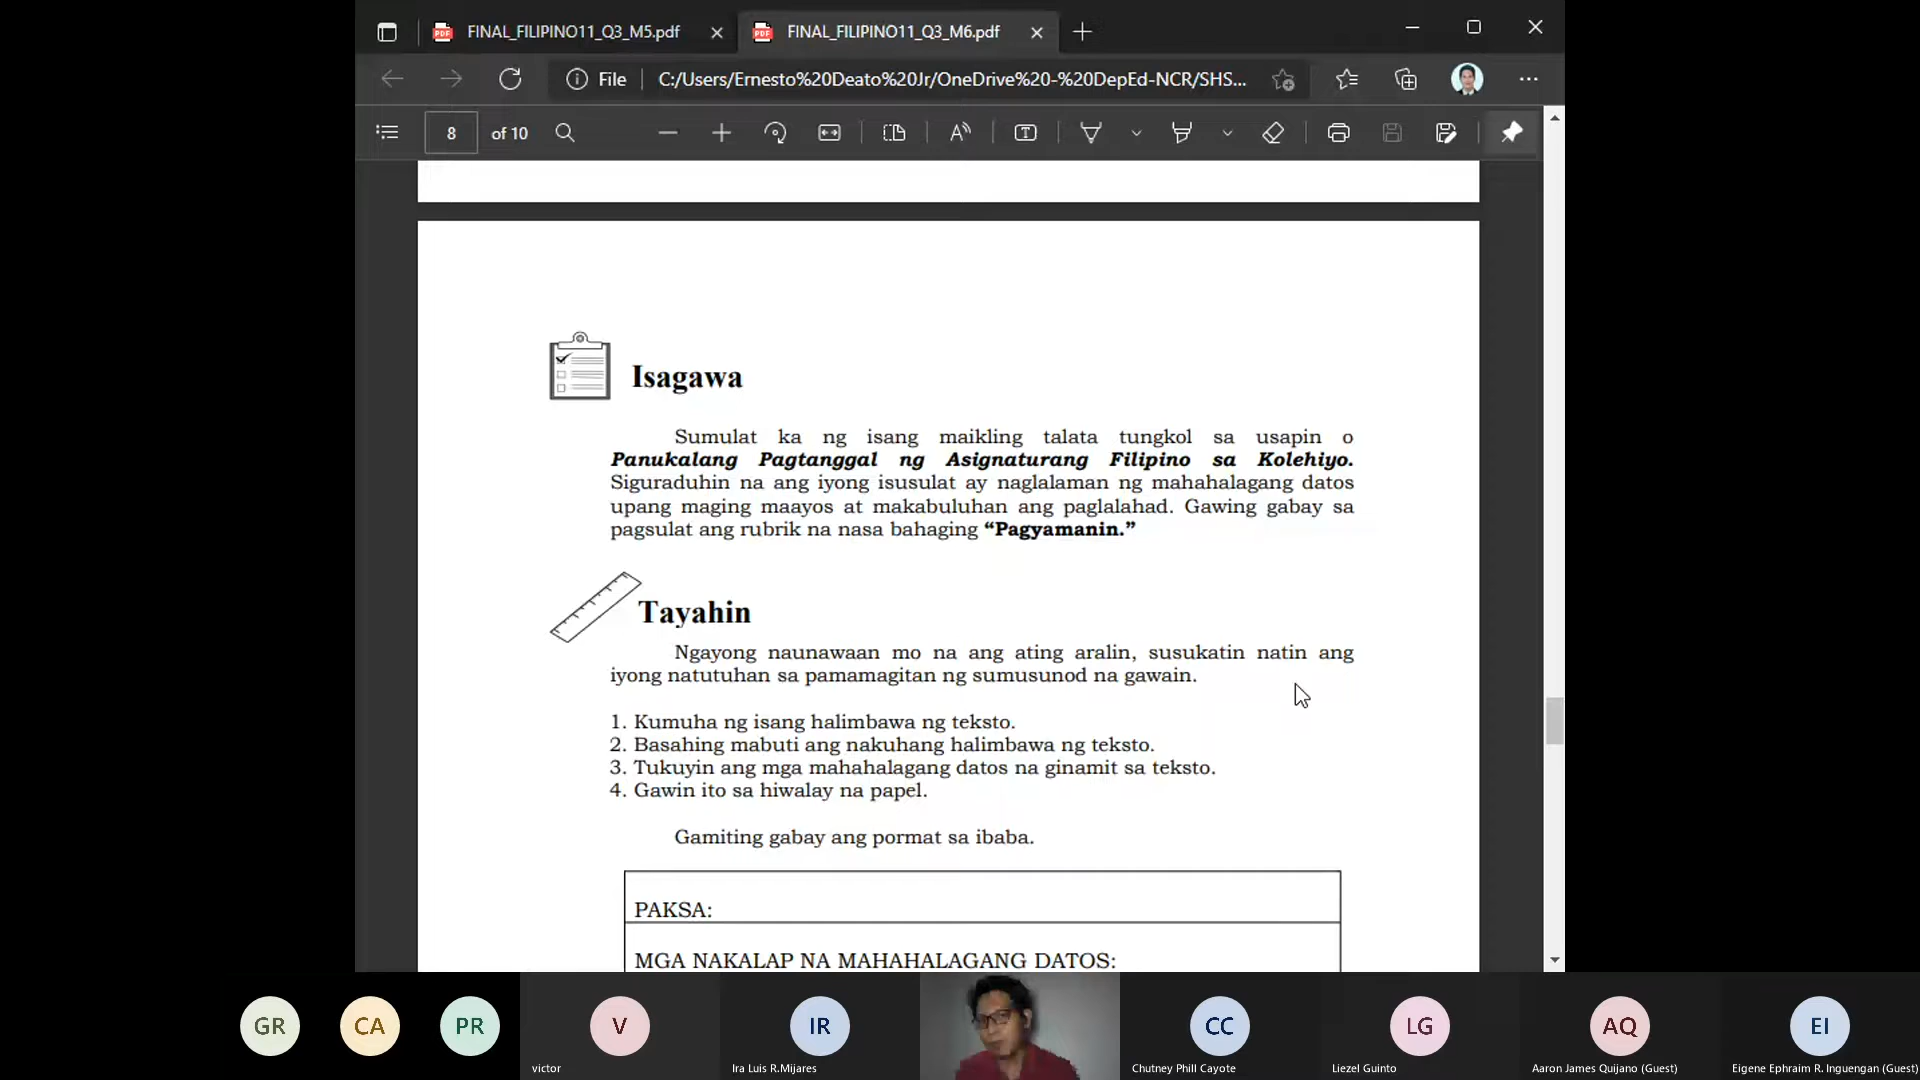 FINAL_FILIPINO11_Q3_M5.pdf
FINAL_FILIPINO11_Q3_M6.pdf
File
C:/Users/Ernesto%20Deato%20Jr/OneDrive%20-%20DepEd-NCR/SHS...
8 of 10
Isagawa
Sumulat ka ng isang maikling talata tungkol sa usapin o
Panukalang Pagtanggal ng Asignaturang Filipino sa Kolehiyo.
Siguraduhin na ang iyong isusulat ay naglalaman ng mahahalagang datos
upang maging maayos at makabuluhan ang paglalahad. Gawing gabay sa
pagsulat ang rubrik na nasa bahaging “Pagyamanin.”
Tayahin
Ngayong naunawaan mo na ang ating aralin, susukatin natin ang
iyong natutuhan sa pamamagitan ng sumusunod na gawain.
1. Kumuha ng isang halimbawa ng teksto.
2. Basahing mabuti ang nakuhang halimbawa ng teksto.
3. Tukuyin ang mga mahahalagang datos na ginamit sa teksto.
4. Gawin ito sa hiwalay na papel.
Gamiting gabay ang pormat sa ibaba.
PAKSA:
MGA NAKALAP NA MAHAHALAGANG DATOS:
GR
CA
PR
V
IR
CC
LG
AQ
EI
victor
Ira Luis R.Mijares
Chutney Phill Cayote
Liezel Guinto
Aaron James Quijano (Guest)
Eigene Ephraim R. Inguengan (Guest)